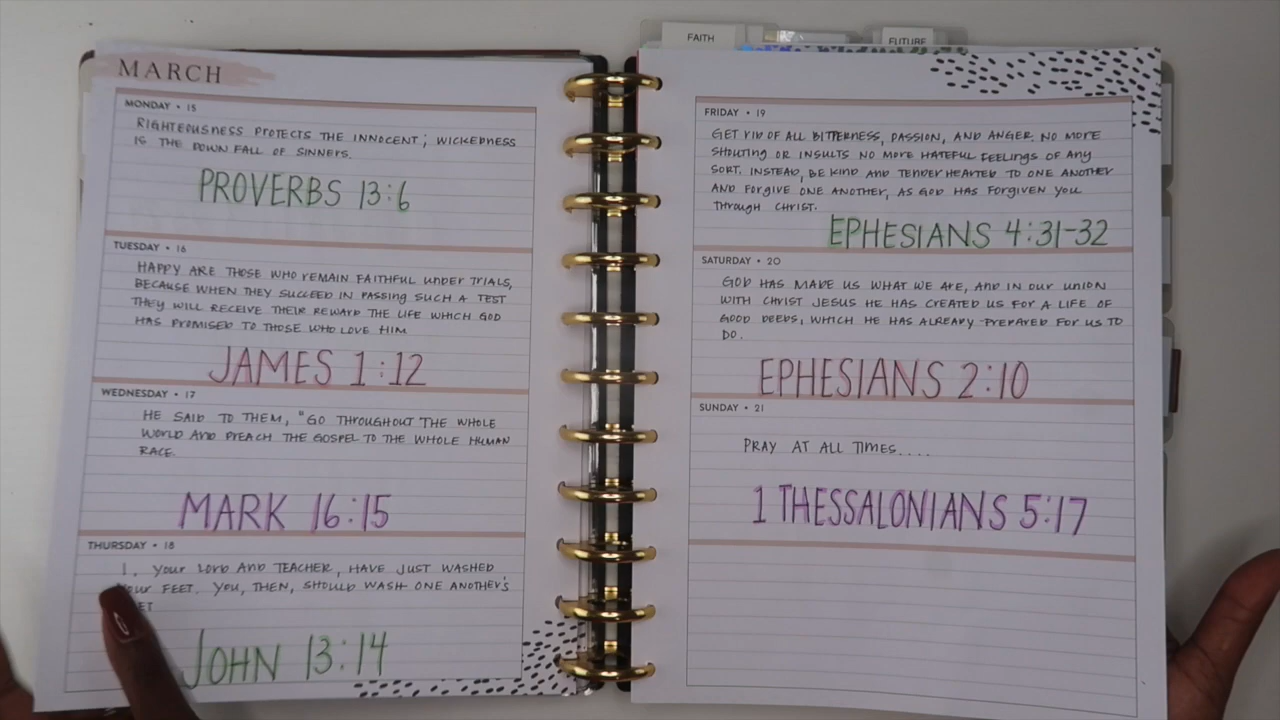 FAITH
FUTURE
MARCH
MONDAY • 15
RIGHTEOUSNESS PROTECTS THE INNOCENT; WICKEDNESS
IS THE DOWN FALL OF SINNERS.
PROVERBS 13:6
TUESDAY • 16
HAPPY ARE THOSE WHO REMAIN FAITHFUL UNDER TRIALS,
BECAUSE WHEN THEY SUCCEED IN PASSING SUCH A TEST
THEY WILL RECEIVE THEIR REWARD THE LIFE WHICH GOD
HAS PROMISED TO THOSE WHO LOVE HIM
JAMES 1:12
WEDNESDAY • 17
HE SAID TO THEM, "GO THROUGHOUT THE WHOLE
WORLD AND PREACH THE GOSPEL TO THE WHOLE HUMAN
RACE.
MARK 16:15
THURSDAY • 18
I, YOUR LORD AND TEACHER, HAVE JUST WASHED
YOUR FEET. YOU, THEN, SHOULD WASH ONE ANOTHER'S
JOHN 13:14
FRIDAY • 19
GET RID OF ALL BITTERNESS, PASSION, AND ANGER. NO MORE
SHOUTING OR INSULTS NO MORE HATEFUL FEELINGS OF ANY
SORT. INSTEAD, BE KIND AND TENDER HEARTED TO ONE ANOTHER
AND FORGIVE ONE ANOTHER, AS GOD HAS FORGIVEN YOU
THROUGH CHRIST.
EPHESIANS 4:31-32
SATURDAY • 20
GOD HAS MADE US WHAT WE ARE, AND IN OUR UNION
WITH CHRIST JESUS HE HAS CREATED US FOR A LIFE OF
GOOD DEEDS, WHICH HE HAS ALREADY PREPARED FOR US TO
DO.
EPHESIANS 2:10
SUNDAY • 21
PRAY AT ALL TIMES....
1 THESSALONIANS 5:17